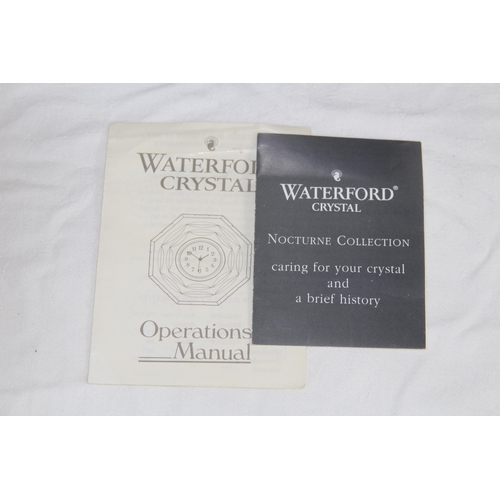 WATERFORD
CRYSTAL
Operations
Manual
WATERFORD®
CRYSTAL
NOCTURNE COLLECTION
caring for your crystal
and
a brief history